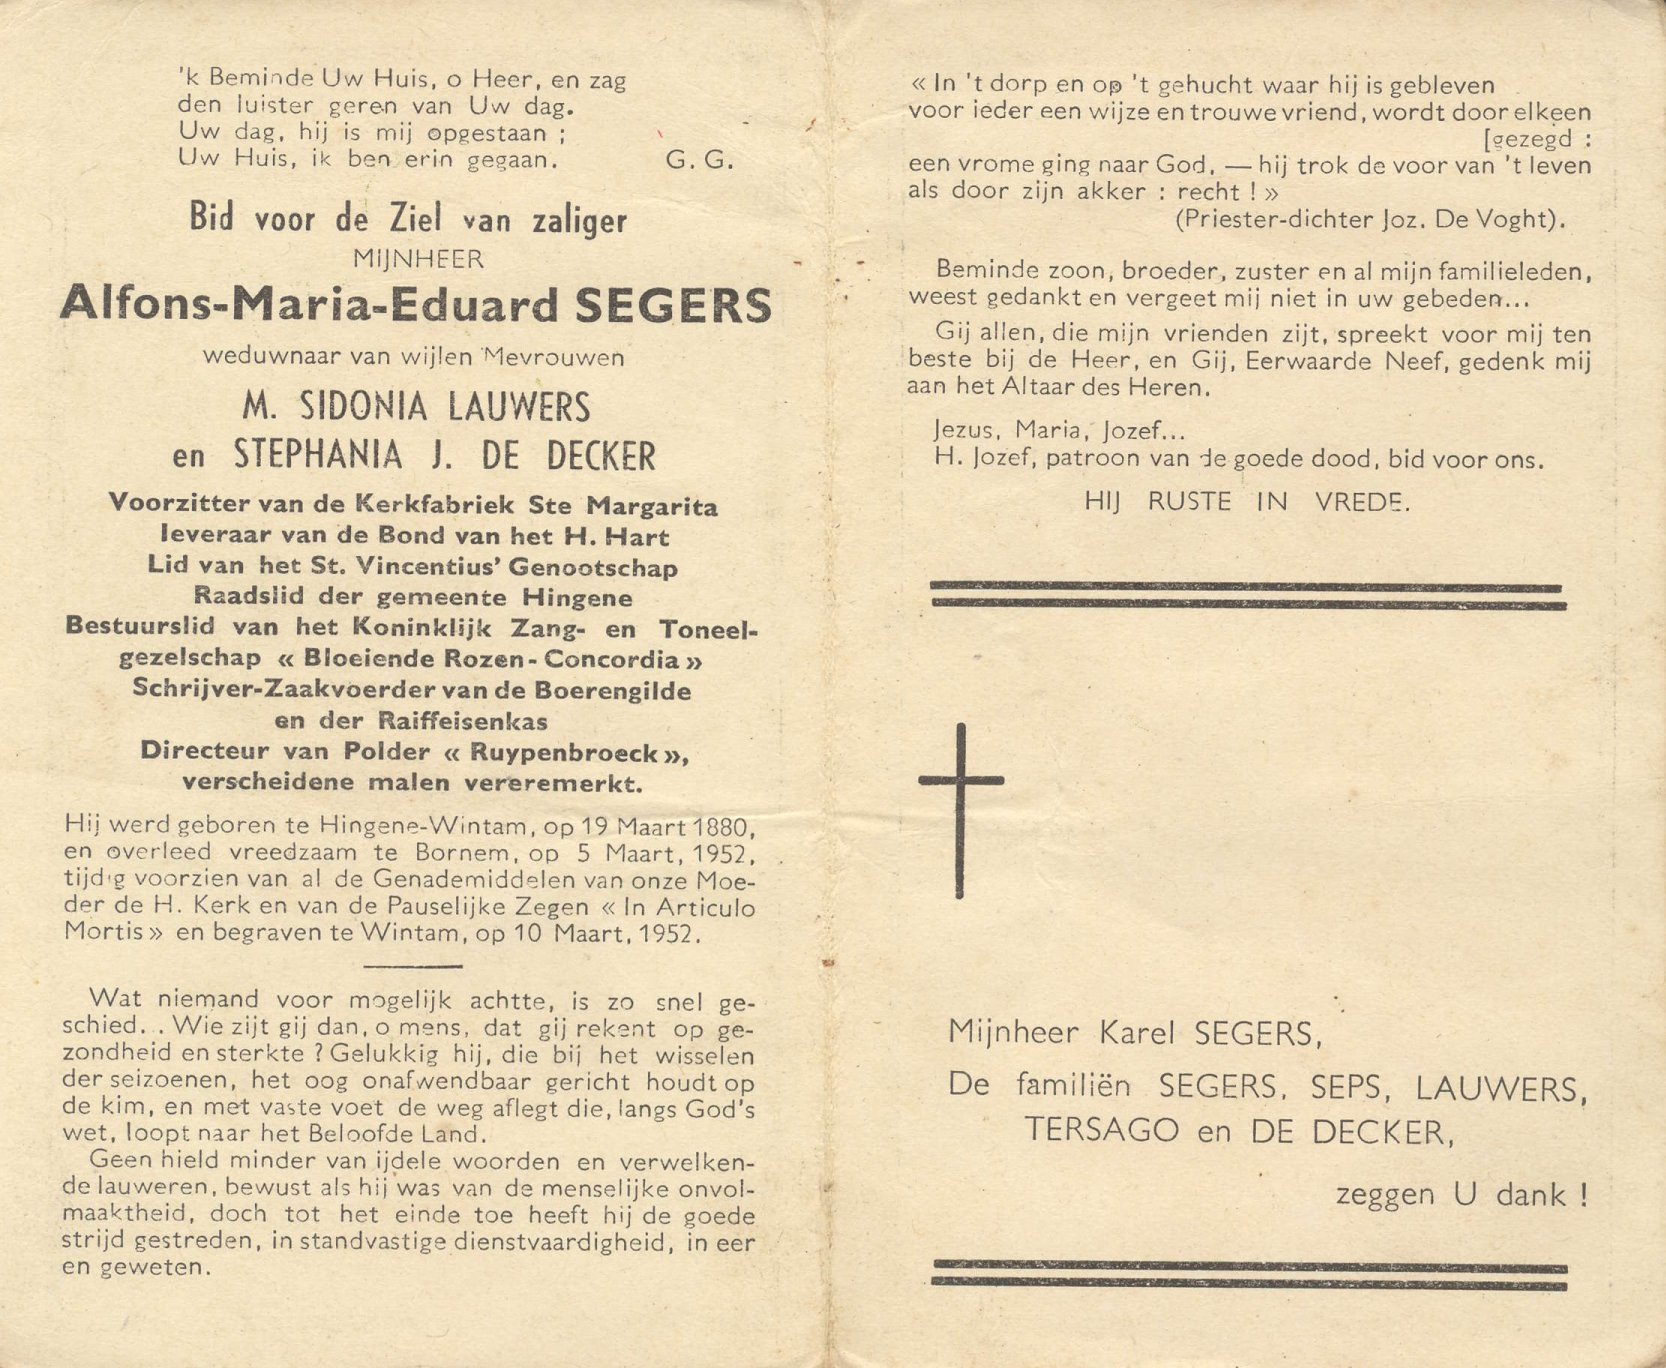 'k Beminde Uw Huis, o Heer, en zag
den luister geren van Uw dag.
Uw dag, hij is mij opgestaan ;
Uw Huis, ik ben erin gegaan. G. G.
Bid voor de Ziel van zaliger
MIJNHEER
Alfons-Maria-Eduard SEGERS
weduwnaar van wijlen Mevrouwen
M. SIDONIA LAUWERS
en STEPHANIA J. DE DECKER
Voorzitter van de Kerkfabriek Ste Margarita
Ieveraar van de Bond van het H. Hart
Lid van het St. Vincentius' Genootschap
Raadslid der gemeente Hingene
Bestuurslid van het Koninklijk Zang- en Toneel-
gezelschap « Bloeiende Rozen - Concordia »
Schrijver-Zaakvoerder van de Boerengilde
en der Raiffeisenkas
Directeur van Polder « Ruypenbroeck »,
verscheidene malen vereremerkt.
Hij werd geboren te Hingene-Wintam, op 19 Maart 1880,
en overleed vreedzaam te Bornem, op 5 Maart, 1952,
tijdig voorzien van al de Genademiddelen van onze Moe-
der de H. Kerk en van de Pauselijke Zegen « In Articulo
Mortis » en begraven te Wintam, op 10 Maart, 1952.
Wat niemand voor mogelijk achtte, is zo snel ge-
schied. . Wie zijt gij dan, o mens, dat gij rekent op ge-
zondheid en sterkte ? Gelukkig hij, die bij het wisselen
der seizoenen, het oog onafwendbaar gericht houdt op
de kim, en met vaste voet de weg aflegt die, langs God's
wet, loopt naar het Beloofde Land.
Geen hield minder van ijdele woorden en verwelken-
de lauweren, bewust als hij was van de menselijke onvol-
maaktheid, doch tot het einde toe heeft hij de goede
strijd gestreden, in standvastige dienstvaardigheid, in eer
en geweten.
« In 't dorp en op 't gehucht waar hij is gebleven
voor ieder een wijze en trouwe vriend, wordt door elkeen
[gezegd :
een vrome ging naar God, — hij trok de voor van 't leven
als door zijn akker : recht ! »
(Priester-dichter Joz. De Voght).
Beminde zoon, broeder, zuster en al mijn familieleden,
weest gedankt en vergeet mij niet in uw gebeden...
Gij allen, die mijn vrienden zijt, spreekt voor mij ten
beste bij de Heer, en Gij, Eerwaarde Neef, gedenk mij
aan het Altaar des Heren.
Jezus, Maria, Jozef...
H. Jozef, patroon van de goede dood, bid voor ons.
HIJ RUSTE IN VREDE.
Mijnheer Karel SEGERS,
De familiën SEGERS, SEPS, LAUWERS,
TERSAGO en DE DECKER,
zeggen U dank !